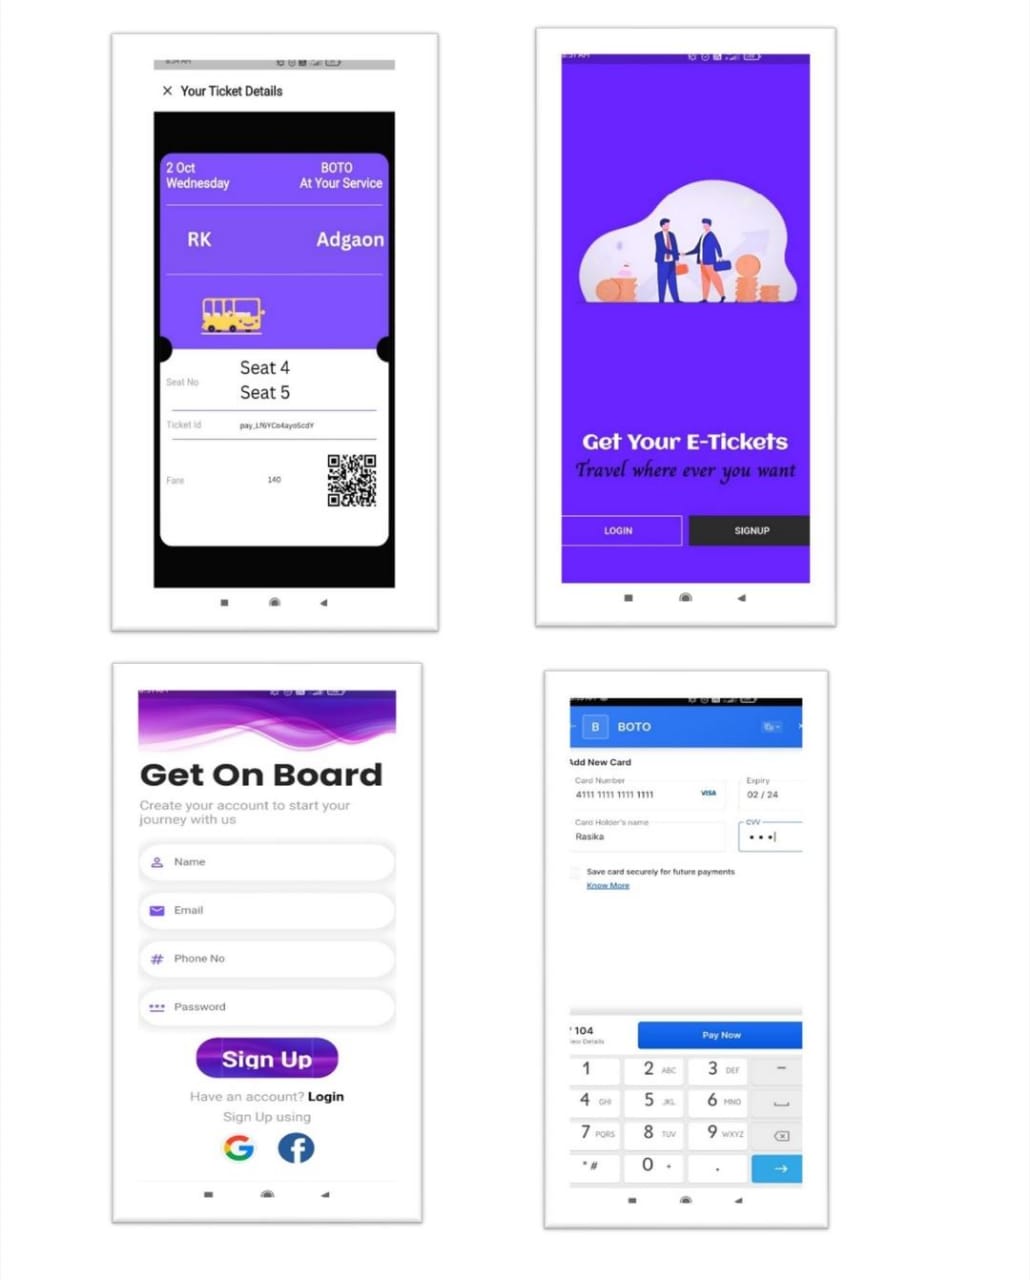 Your Ticket Details
2 Oct
Wednesday
BOTO
At Your Service
RK
Adgaon
Seat No
Seat 4
Seat 5
Ticket Id
Fare
140
Get Your E-Tickets
Travel where ever you want
LOGIN
SIGNUP
Get On Board
Create your account to start your
journey with us
Name
Email
# Phone No
Password
Sign Up
Have an account? Login
Sign Up using
B BOTO
Add New Card
Card Number
4111 1111 1111 1111
VISA
Expiry
02 / 24
Card Holder's name
Rasika
CVV
Save card securely for future payments
Know More
104
Details
Pay Now
1
2 ABC
3 DEF
4 GHI
5 JKL
6 MNO
7 PQRS
8 TUV
9 WXYZ
* #
0 +
.